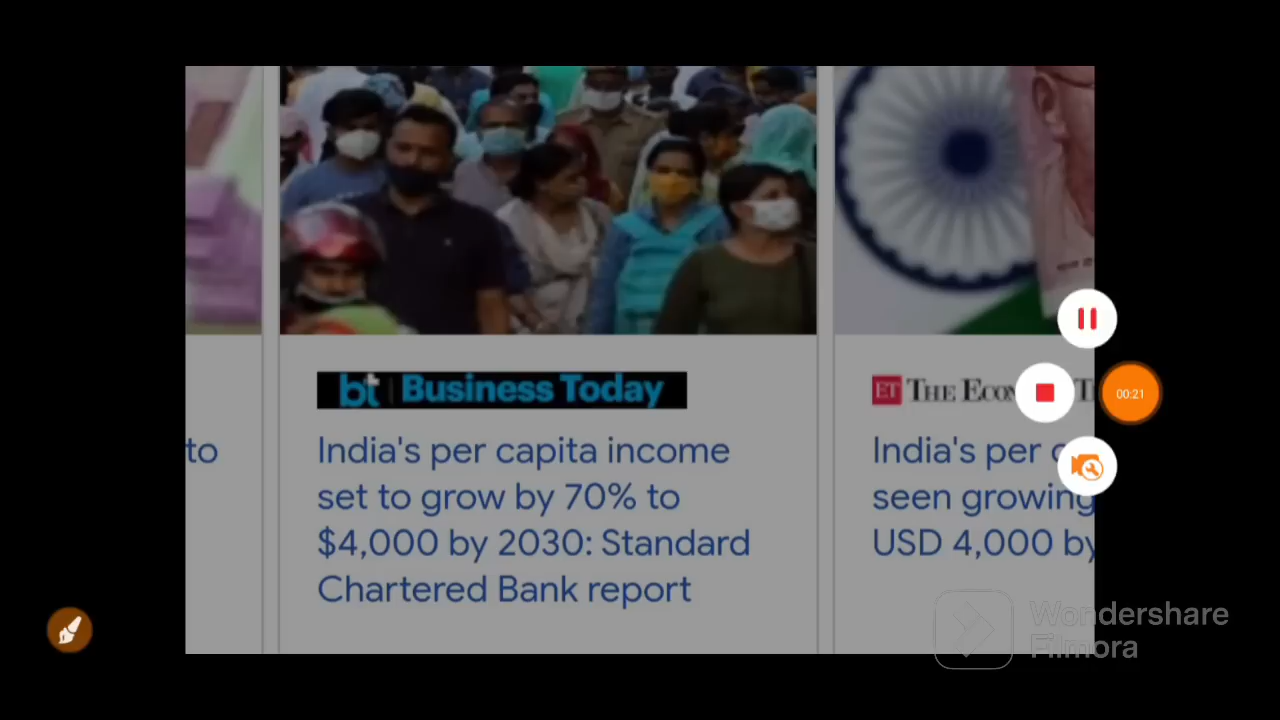 to
bt | Business Today
India's per capita income
set to grow by 70% to
$4,000 by 2030: Standard
Chartered Bank report
ET THE
India's per
seen growing
USD 4,000 by
00:21
Wondershare
Filmora